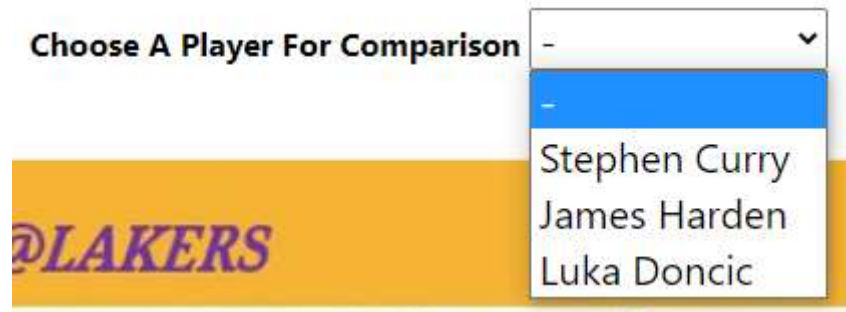 Choose A Player For Comparison -
-
Stephen Curry
James Harden
Luka Doncic
@LAKERS